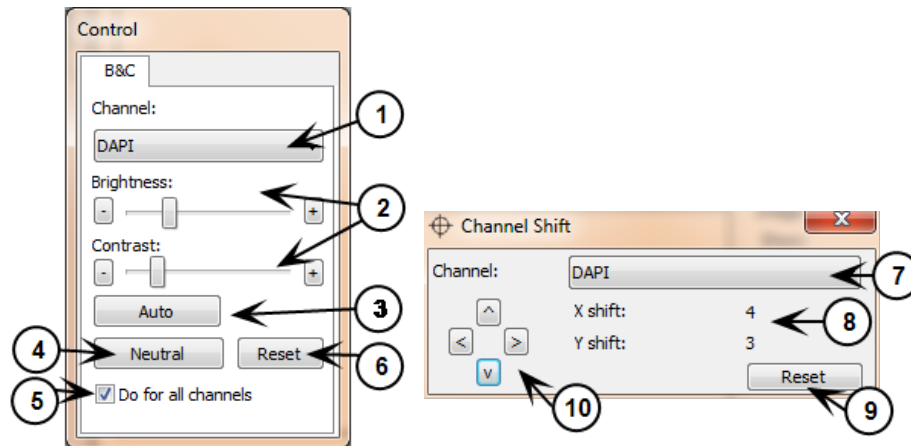 Control
B&C
Channel:
DAPI
Brightness:
- +
Contrast:
- +
Auto
Neutral Reset
Do for all channels
1
2
3
4
5
6
Channel Shift
X
Channel: DAPI
^ X shift: 4
< > Y shift: 3
v Reset
7
8
9
10